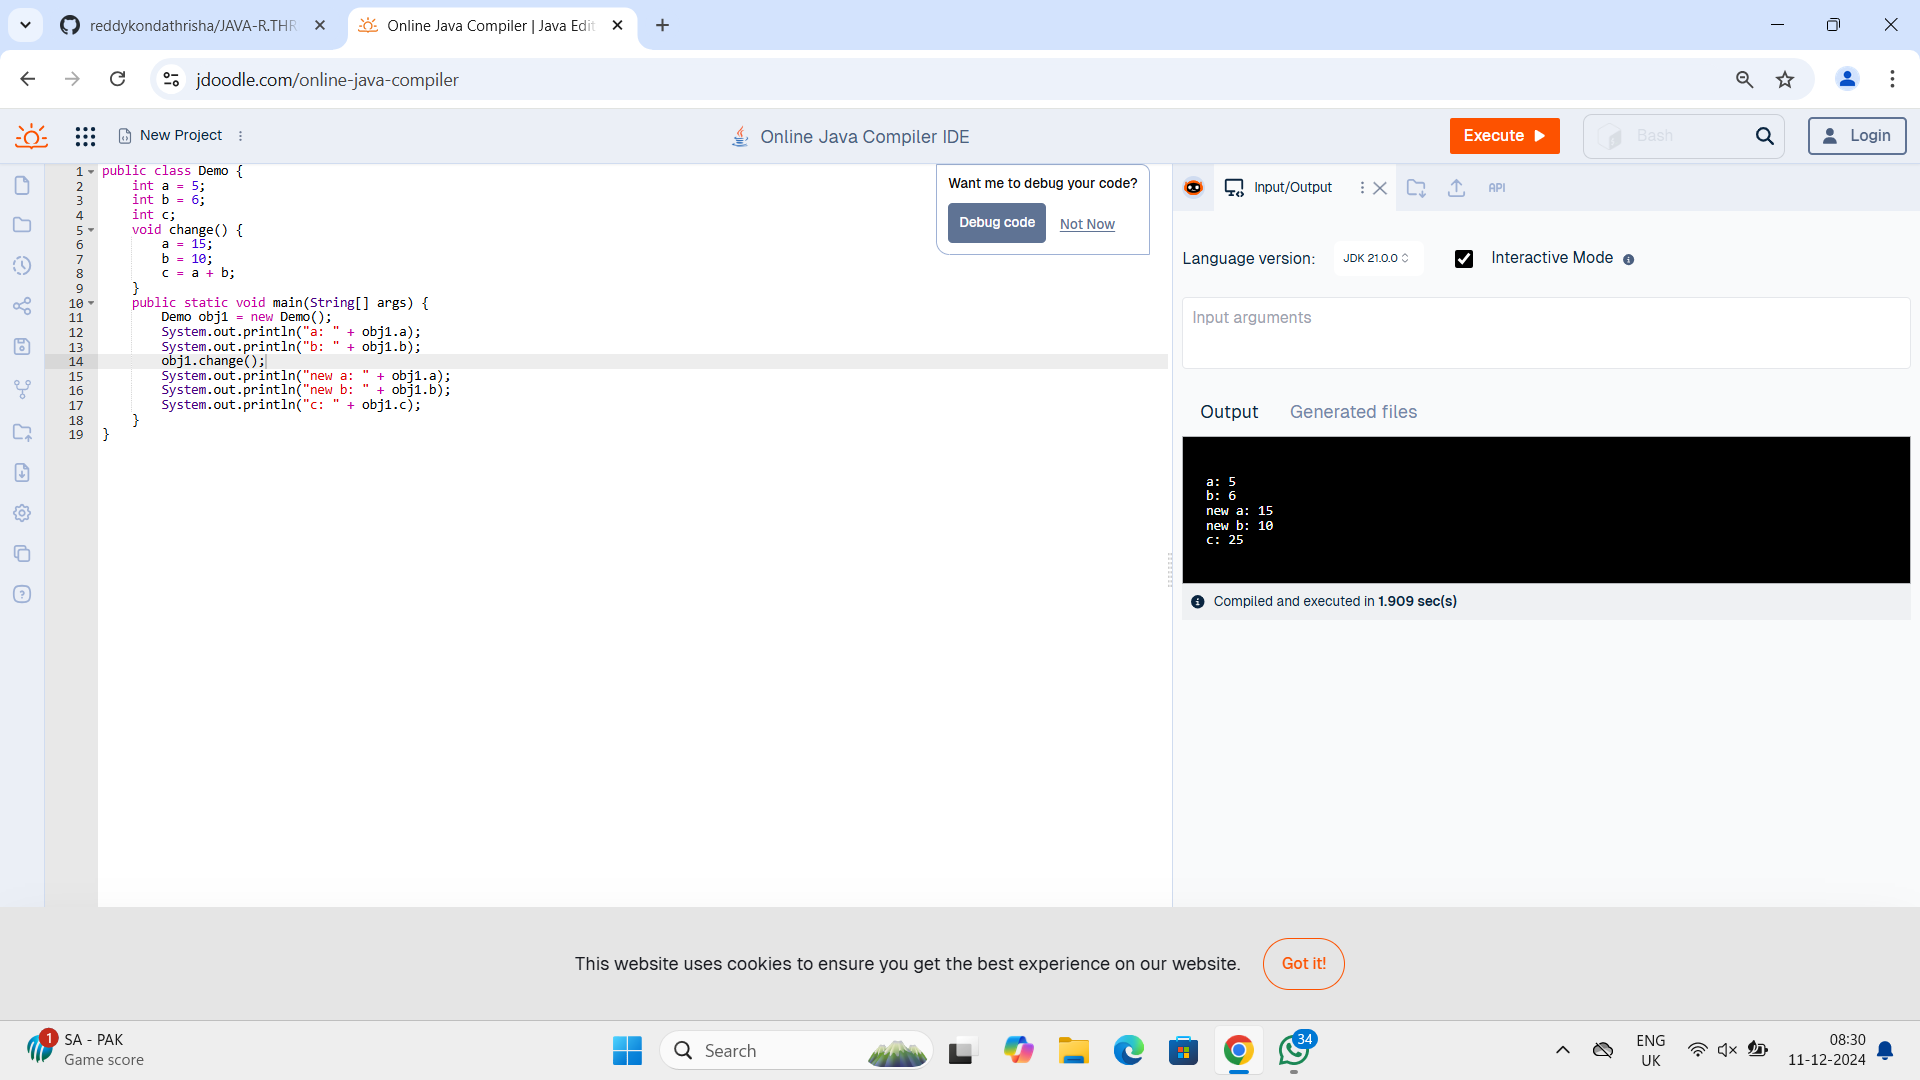 reddykondathrisha/JAVA-R.THR
Online Java Compiler | Java Edit
jdoodle.com/online-java-compiler
New Project
Online Java Compiler IDE
Execute
Bash
Login
1 public class Demo {
2 int a = 5;
3 int b = 6;
4 int c;
5 void change() {
6 a = 15;
7 b = 10;
8 c = a + b;
9 }
10 public static void main(String[] args) {
11 Demo obj1 = new Demo();
12 System.out.println("a: " + obj1.a);
13 System.out.println("b: " + obj1.b);
14 obj1.change();
15 System.out.println("new a: " + obj1.a);
16 System.out.println("new b: " + obj1.b);
17 System.out.println("c: " + obj1.c);
18 }
19 }
Want me to debug your code?
Debug code Not Now
Input/Output
API
Language version: JDK 21.0.0 Interactive Mode
Input arguments
Output Generated files
a: 5
b: 6
new a: 15
new b: 10
c: 25
Compiled and executed in 1.909 sec(s)
This website uses cookies to ensure you get the best experience on our website. Got it!
1
SA - PAK
Game score
Search
34
ENG
UK
08:30
11-12-2024